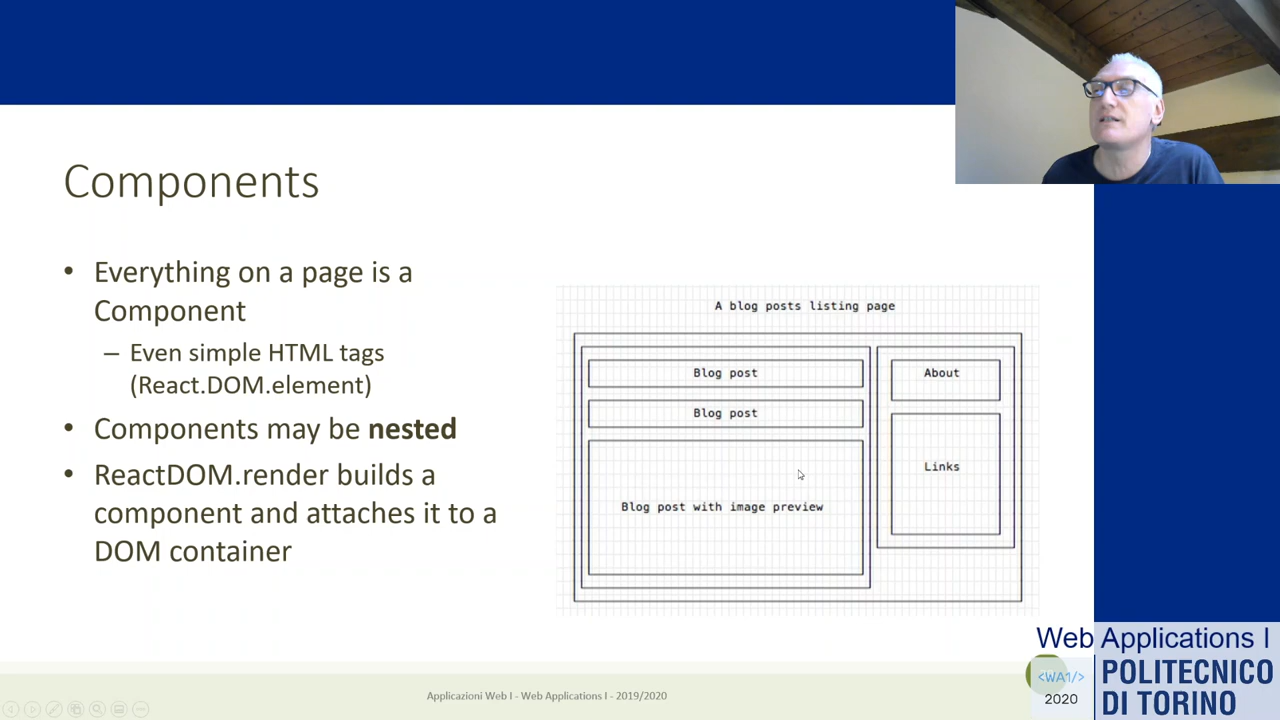 Components
• Everything on a page is a
Component
– Even simple HTML tags
(React.DOM.element)
• Components may be nested
• ReactDOM.render builds a
component and attaches it to a
DOM container
A blog posts listing page
Blog post
Blog post
Blog post with image preview
About
Links
Applicazioni Web I - Web Applications I - 2019/2020
Web Applications I
<WA1/>
2020
POLITECNICO
DI TORINO